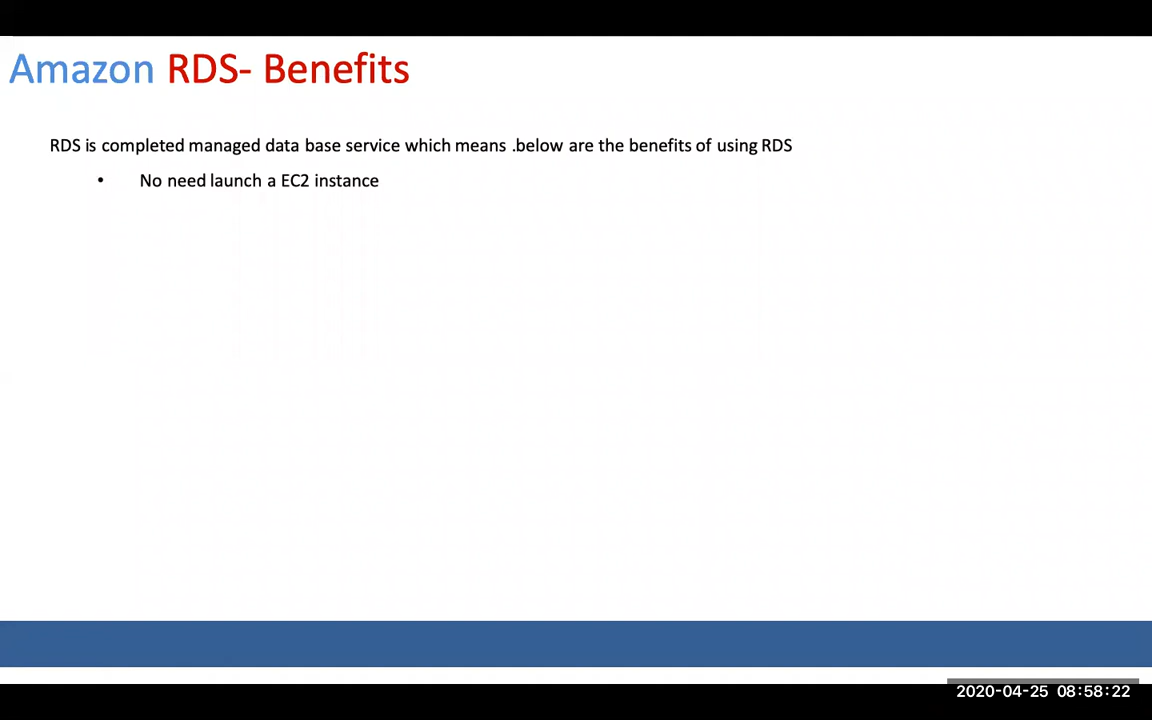 Amazon RDS- Benefits
RDS is completed managed data base service which means .below are the benefits of using RDS
• No need launch a EC2 instance
2020-04-25 08:58:22